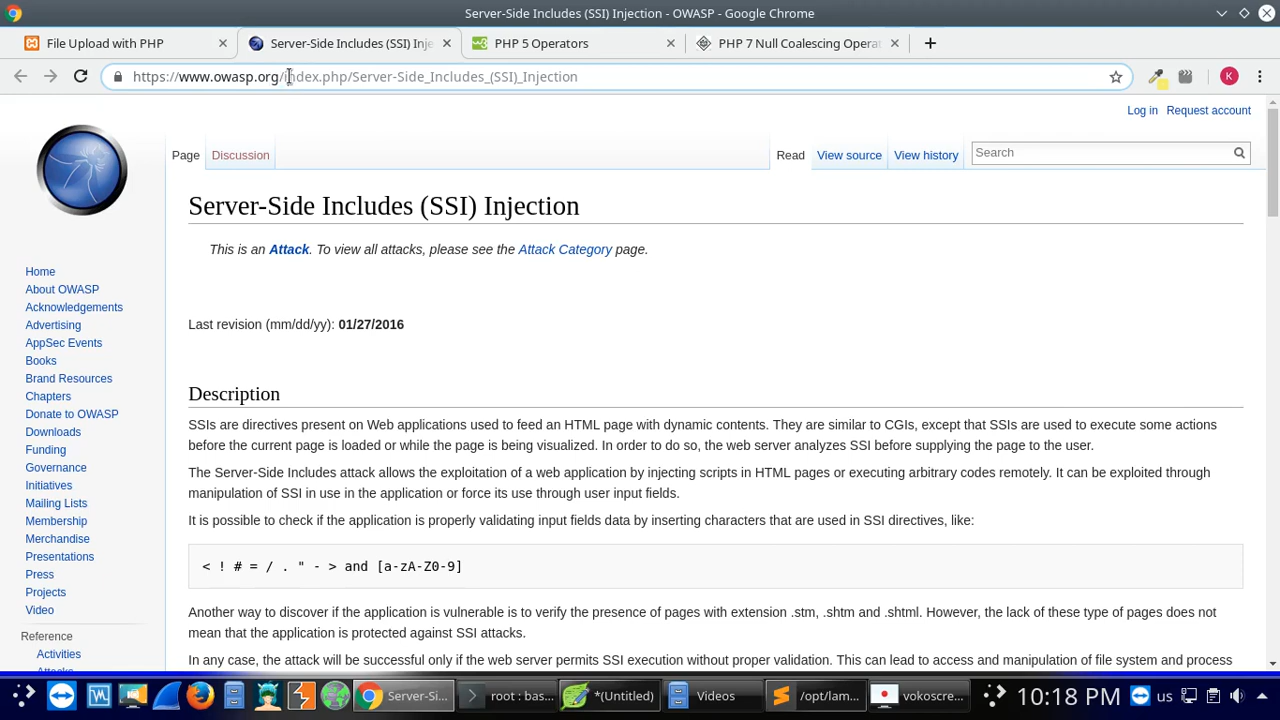 Server-Side Includes (SSI) Injection - OWASP - Google Chrome
File Upload with PHP
Server-Side Includes (SSI) Inje
PHP 5 Operators
PHP 7 Null Coalescing Operat
https://www.owasp.org/index.php/Server-Side_Includes_(SSI)_Injection
K
Log in Request account
Page Discussion Read View source View history Search
Server-Side Includes (SSI) Injection
This is an Attack. To view all attacks, please see the Attack Category page.
Last revision (mm/dd/yy): 01/27/2016
Description
SSIs are directives present on Web applications used to feed an HTML page with dynamic contents. They are similar to CGIs, except that SSIs are used to execute some actions
before the current page is loaded or while the page is being visualized. In order to do so, the web server analyzes SSI before supplying the page to the user.
The Server-Side Includes attack allows the exploitation of a web application by injecting scripts in HTML pages or executing arbitrary codes remotely. It can be exploited through
manipulation of SSI in use in the application or force its use through user input fields.
It is possible to check if the application is properly validating input fields data by inserting characters that are used in SSI directives, like:
< ! # = / . " - > and [a-zA-Z0-9]
Another way to discover if the application is vulnerable is to verify the presence of pages with extension .stm, .shtm and .shtml. However, the lack of these type of pages does not
mean that the application is protected against SSI attacks.
In any case, the attack will be successful only if the web server permits SSI execution without proper validation. This can lead to access and manipulation of file system and process
Home
About OWASP
Acknowledgements
Advertising
AppSec Events
Books
Brand Resources
Chapters
Donate to OWASP
Downloads
Funding
Governance
Initiatives
Mailing Lists
Membership
Merchandise
Presentations
Press
Projects
Video
Reference
Activities
Attacks
Server-Si...
root : bas...
*(Untitled)
Videos
/opt/lam...
vokoscre...
10:18 PM
us